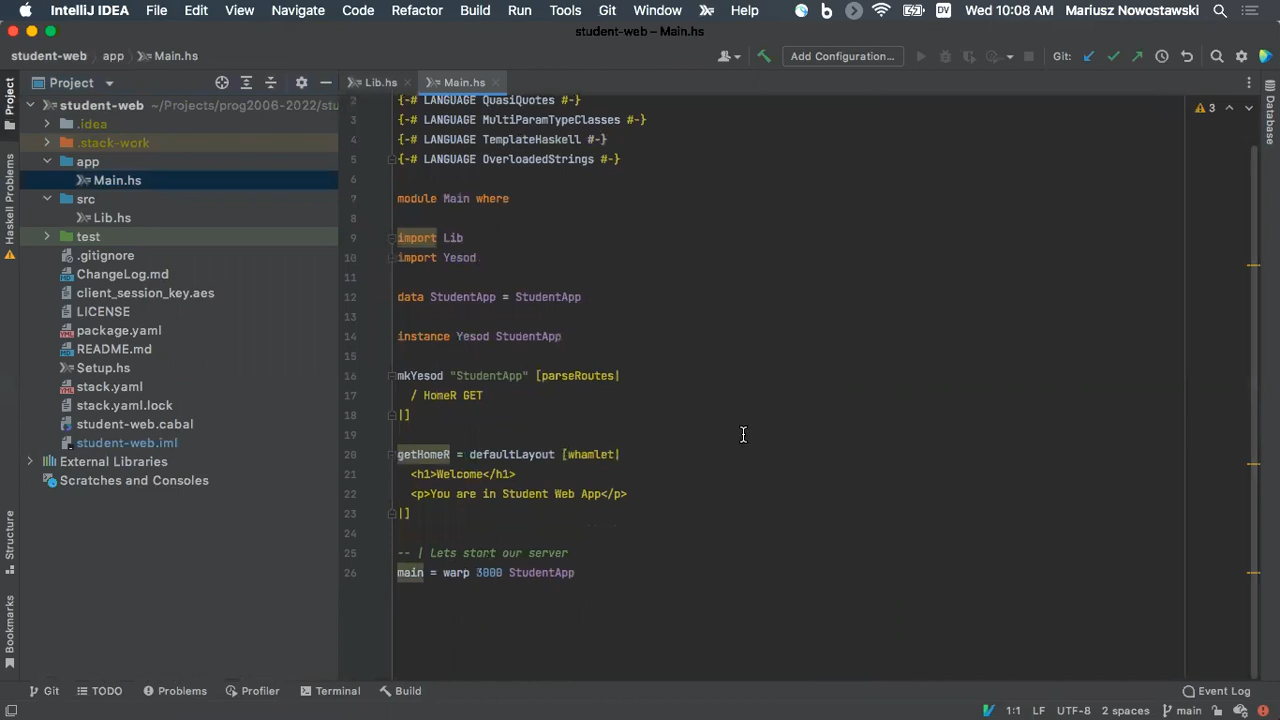 IntelliJ IDEA File Edit View Navigate Code Refactor Build Run Tools Git Window Help DV Wed 10:08 AM Mariusz Nowostawski
student-web – Main.hs
student-web app Main.hs Add Configuration... Git:
Project Lib.hs Main.hs
student-web ~/Projects/prog2006-2022/stu
.idea
.stack-work
app
Main.hs
src
Lib.hs
test
.gitignore
ChangeLog.md
client_session_key.aes
LICENSE
package.yaml
README.md
Setup.hs
stack.yaml
stack.yaml.lock
student-web.cabal
student-web.iml
External Libraries
Scratches and Consoles
Project
Haskell Problems
Structure
Bookmarks
2 {-# LANGUAGE QuasiQuotes #-}
3 {-# LANGUAGE MultiParamTypeClasses #-}
4 {-# LANGUAGE TemplateHaskell #-}
5 {-# LANGUAGE OverloadedStrings #-}
6
7 module Main where
8
9 import Lib
10 import Yesod
11
12 data StudentApp = StudentApp
13
14 instance Yesod StudentApp
15
16 mkYesod "StudentApp" [parseRoutes|
17 / HomeR GET
18 |]
19
20 getHomeR = defaultLayout [whamlet|
21 <h1>Welcome</h1>
22 <p>You are in Student Web App</p>
23 |]
24
25 -- | Lets start our server
26 main = warp 3000 StudentApp
3
Database
Git TODO Problems Profiler Terminal Build Event Log
1:1 LF UTF-8 2 spaces main